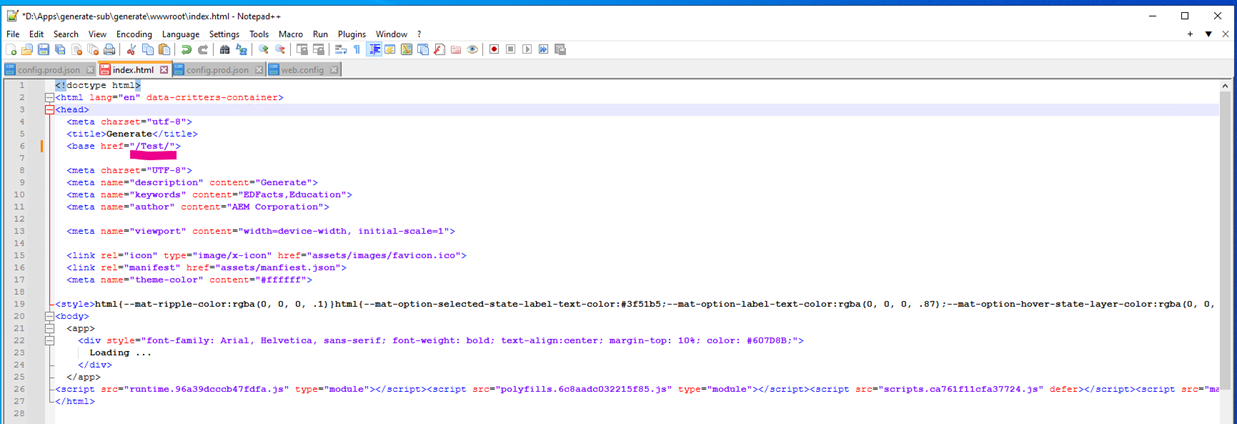 *D:\Apps\generate-sub\generate\wwwroot\index.html - Notepad++
File Edit Search View Encoding Language Settings Tools Macro Run Plugins Window ?
config.prod.json index.html config.prod.json web.config
1 <!doctype html>
2 <html lang="en" data-critters-container>
3 <head>
4 <meta charset="utf-8">
5 <title>Generate</title>
6 <base href="/Test/">
7
8 <meta charset="UTF-8">
9 <meta name="description" content="Generate">
10 <meta name="keywords" content="EDFacts,Education">
11 <meta name="author" content="AEM Corporation">
12
13 <meta name="viewport" content="width=device-width, initial-scale=1">
14
15 <link rel="icon" type="image/x-icon" href="assets/images/favicon.ico">
16 <link rel="manifest" href="assets/manfiest.json">
17 <meta name="theme-color" content="#ffffff">
18
19 <style>html{--mat-ripple-color:rgba(0, 0, 0, .1)}html{--mat-option-selected-state-label-text-color:#3f51b5;--mat-option-label-text-color:rgba(0, 0, 0, .87);--mat-option-hover-state-layer-color:rgba(0, 0,
20 <body>
21 <app>
22 <div style="font-family: Arial, Helvetica, sans-serif; font-weight: bold; text-align:center; margin-top: 10%; color: #607D8B;">
23 Loading ...
24 </div>
25 </app>
26 <script src="runtime.96a39dcccb47fdfa.js" type="module"></script><script src="polyfills.6c8aadc032215f85.js" type="module"></script><script src="scripts.ca761f11cfa37724.js" defer></script><script src="ma
27 </html>
28